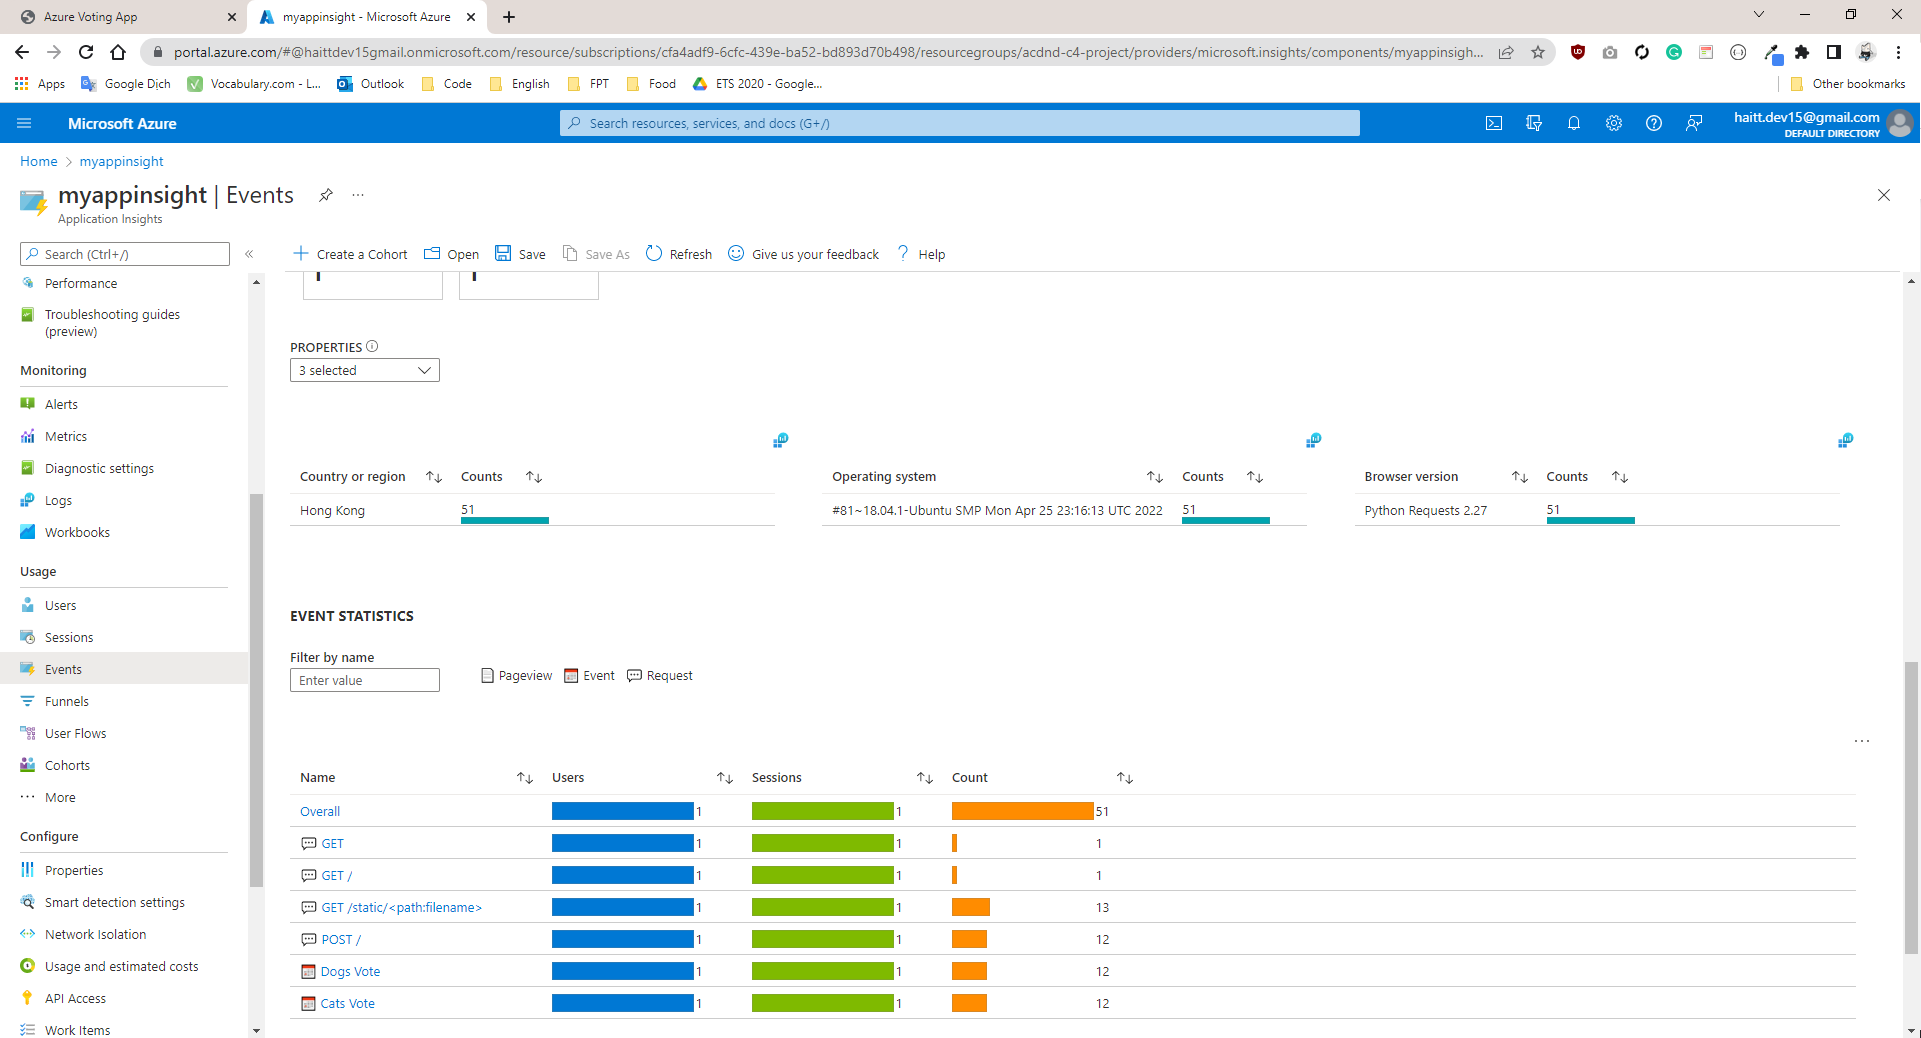 Azure Voting App
myappinsight - Microsoft Azure
portal.azure.com/#@haittdev15gmail.onmicrosoft.com/resource/subscriptions/cfa4adf9-6cfc-439e-ba52-bd893d70b498/resourcegroups/acdnd-c4-project/providers/microsoft.insights/components/myappinsigh...
Apps Google Dịch Vocabulary.com - L... Outlook Code English FPT Food ETS 2020 - Google... Other bookmarks
Microsoft Azure
Search resources, services, and docs (G+/)
haitt.dev15@gmail.com
DEFAULT DIRECTORY
Home > myappinsight
myappinsight | Events ...
Application Insights
Search (Ctrl+/) «
Create a Cohort Open Save Save As Refresh Give us your feedback ? Help
Performance
Troubleshooting guides
(preview)
Monitoring
Alerts
Metrics
Diagnostic settings
Logs
Workbooks
Usage
Users
Sessions
Events
Funnels
User Flows
Cohorts
More
Configure
Properties
Smart detection settings
Network Isolation
Usage and estimated costs
API Access
Work Items
PROPERTIES
3 selected
Country or region Counts
Hong Kong 51
Operating system Counts
#81~18.04.1-Ubuntu SMP Mon Apr 25 23:16:13 UTC 2022 51
Browser version Counts
Python Requests 2.27 51
EVENT STATISTICS
Filter by name
Enter value
Pageview Event Request
...
Name Users Sessions Count
Overall 1 1 51
GET 1 1 1
GET / 1 1 1
GET /static/<path:filename> 1 1 13
POST / 1 1 12
Dogs Vote 1 1 12
Cats Vote 1 1 12